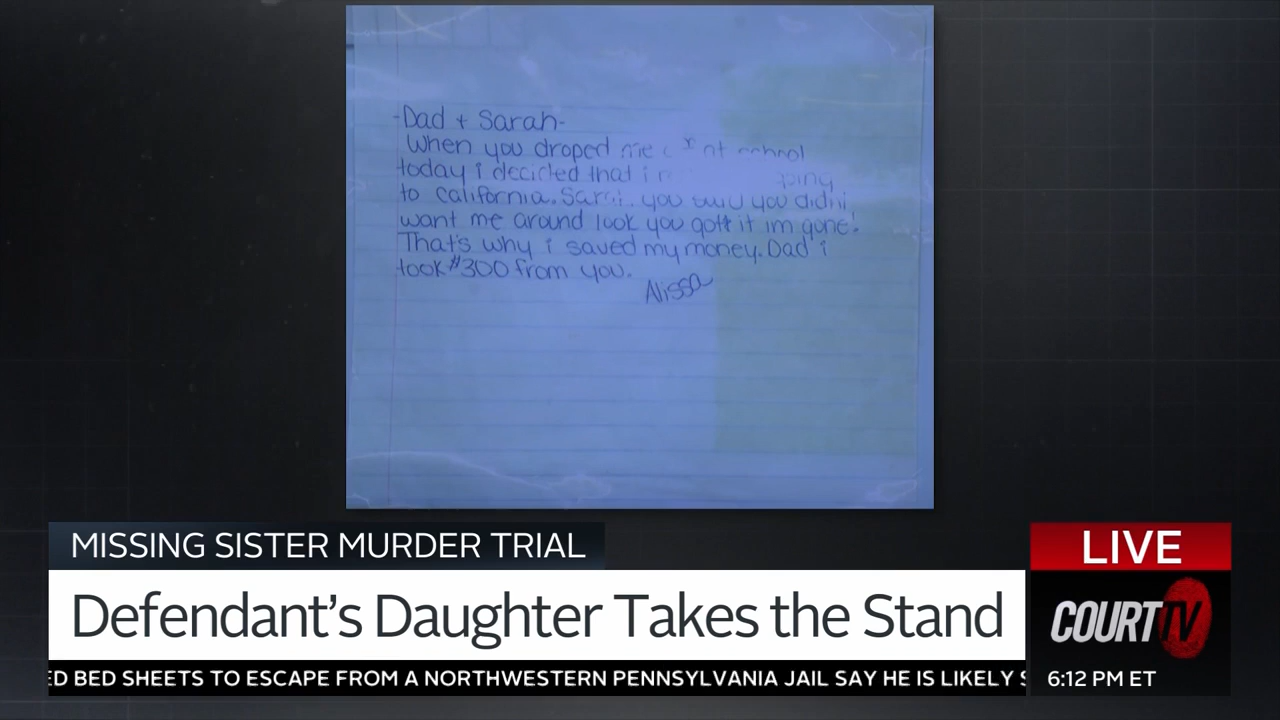 -Dad + Sarah-
When you droped me at school
today i decided that i
to California. Sarah you said you didn't
want me around look you gott it im gone!
That's why i saved my money. Dad i
took $300 from you.
Alissa
MISSING SISTER MURDER TRIAL
Defendant's Daughter Takes the Stand
LIVE
COURT TV
ED BED SHEETS TO ESCAPE FROM A NORTHWESTERN PENNSYLVANIA JAIL SAY HE IS LIKELY
6:12 PM ET